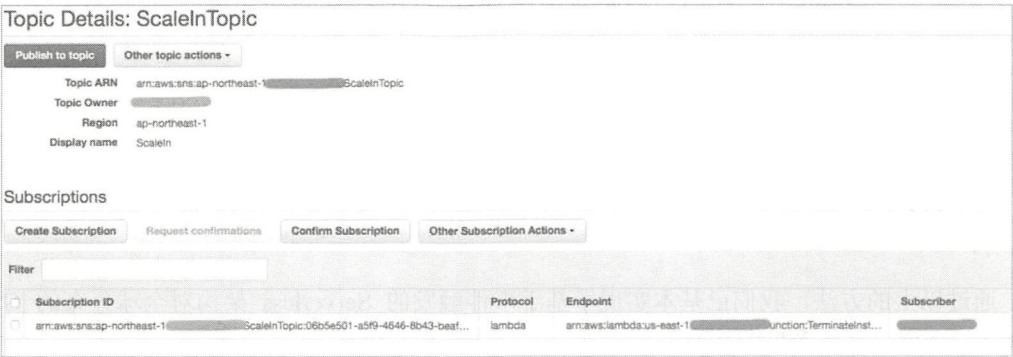 Topic Details: ScaleInTopic
Publish to topic Other topic actions
Topic ARN arn:aws:sns:ap-northeast-1 ScaleInTopic
Topic Owner
Region ap-northeast-1
Display name ScaleIn
Subscriptions
Create Subscription Request confirmations Confirm Subscription Other Subscription Actions
Filter
Subscription ID Protocol Endpoint Subscriber
arn:aws:sns:ap-northeast-1 ScaleInTopic:06b5e501-a5f9-4646-8b43-beaf... lambda arn:aws:lambda:us-east-1 unction:TerminateInst...